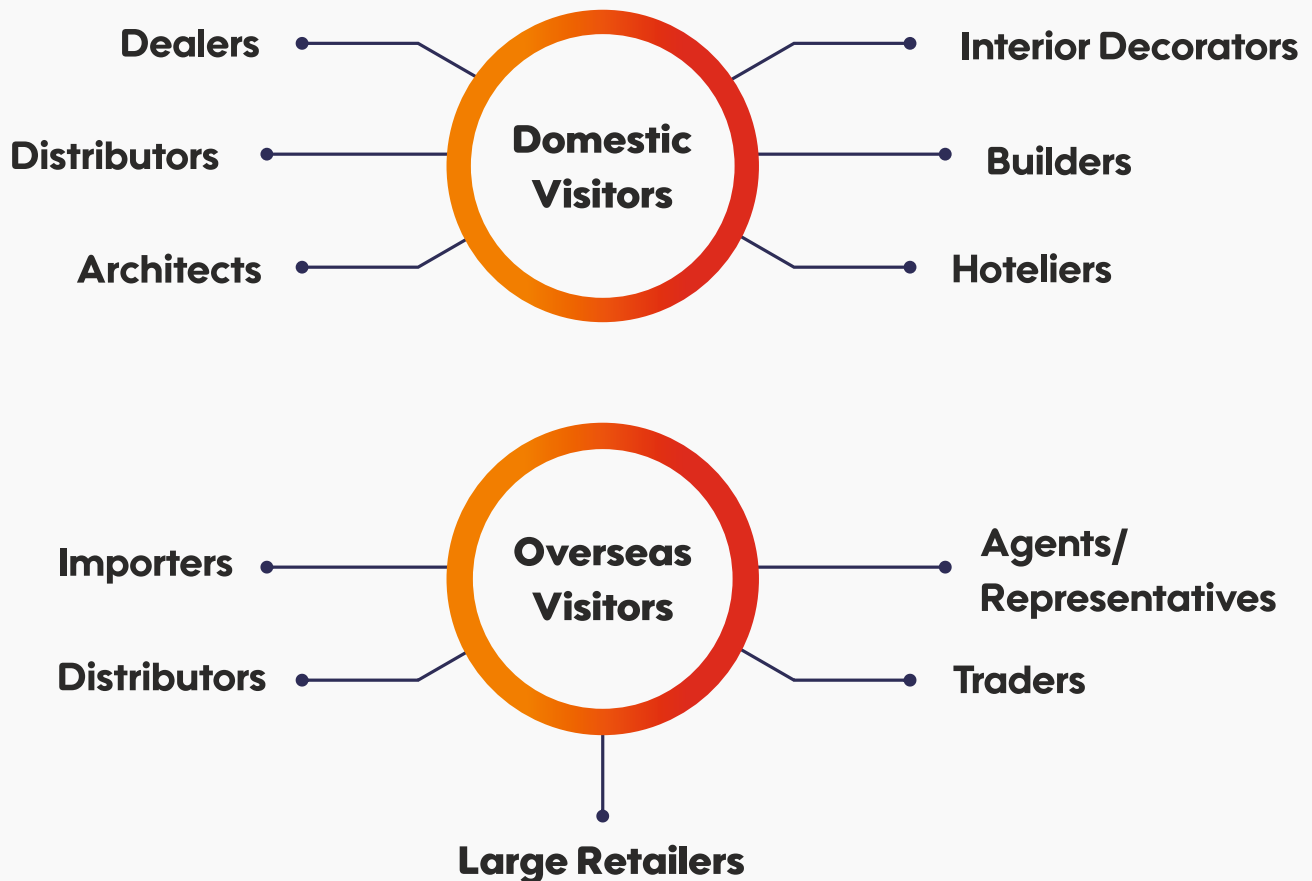 Dealers
Distributors
Architects
Domestic
Visitors
Interior Decorators
Builders
Hoteliers
Importers
Distributors
Overseas
Visitors
Agents/
Representatives
Traders
Large Retailers